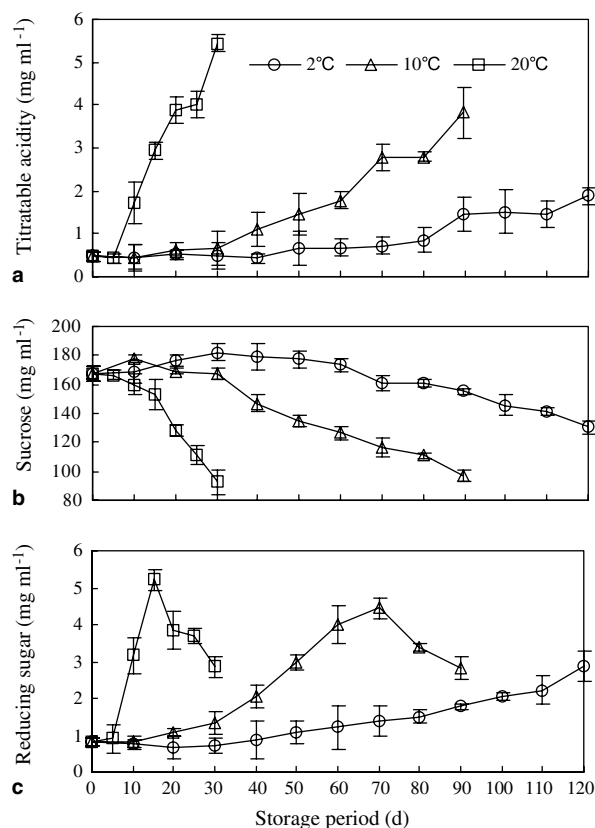 Titratable acidity (mg ml-1)
6
5
4
3
2
1
0
2℃ 10℃ 20℃
a
Sucrose (mg ml-1)
200
180
160
140
120
100
80
b
Reducing sugar (mg ml-1)
6
5
4
3
2
1
0
c
0 10 20 30 40 50 60 70 80 90 100 110 120
Storage period (d)